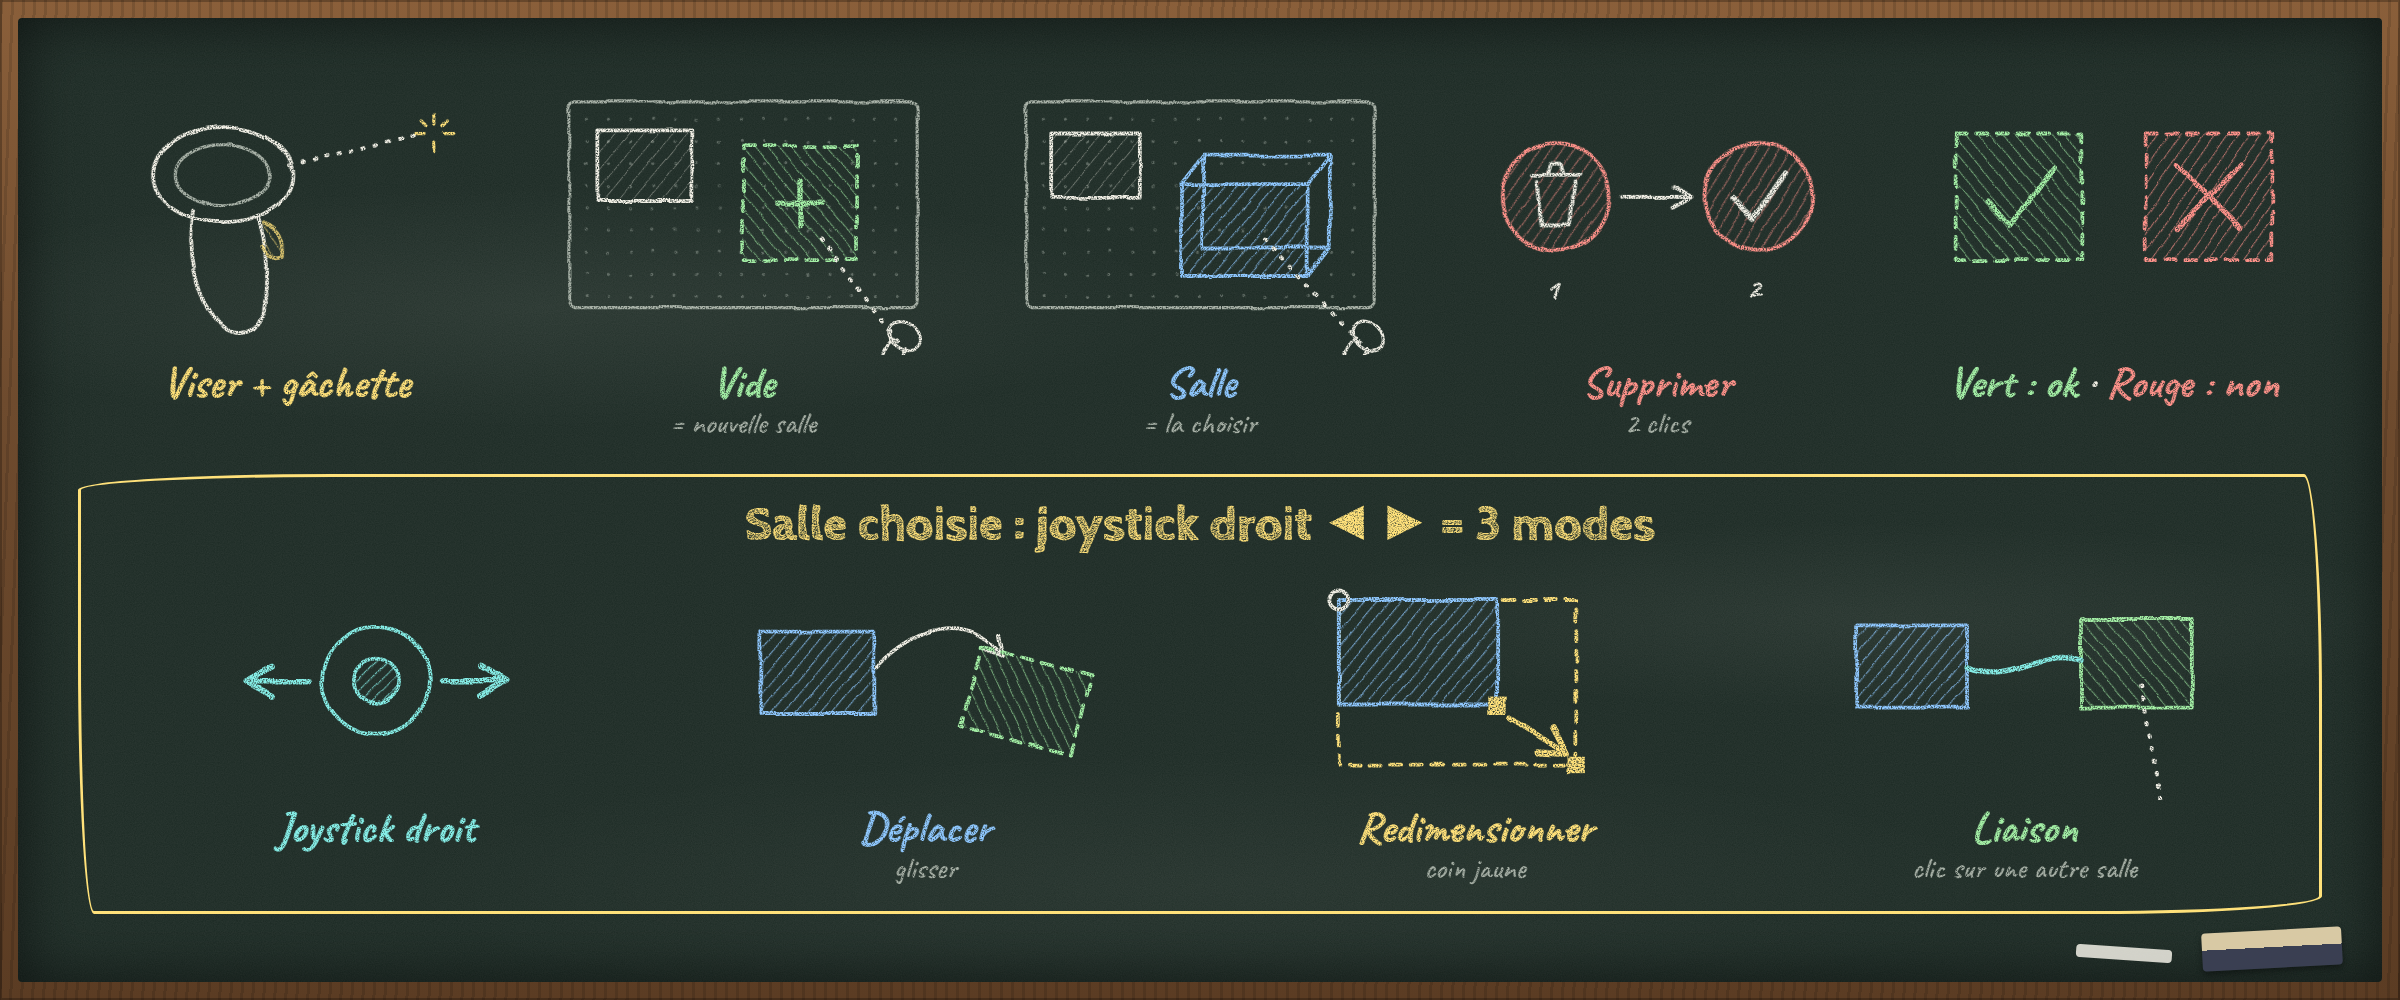 1
2
Viser + gâchette
Vide
= nouvelle salle
Salle
= la choisir
Supprimer
2 clics
Vert : ok · Rouge : non
Salle choisie : joystick droit ◀ ▶ = 3 modes
Joystick droit
Déplacer
glisser
Redimensionner
coin jaune
Liaison
clic sur une autre salle